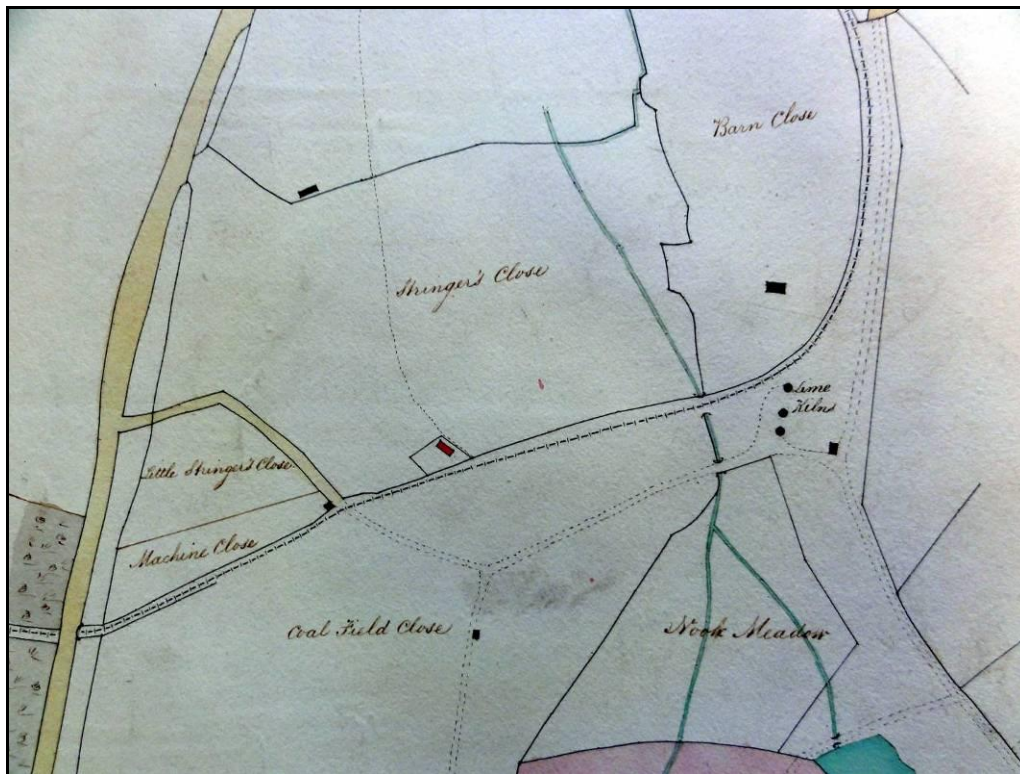 Barn Close
Stringer's Close
Lime
Kilns
Little Stringer's Close
Machine Close
Coal Field Close
Nook Meadow